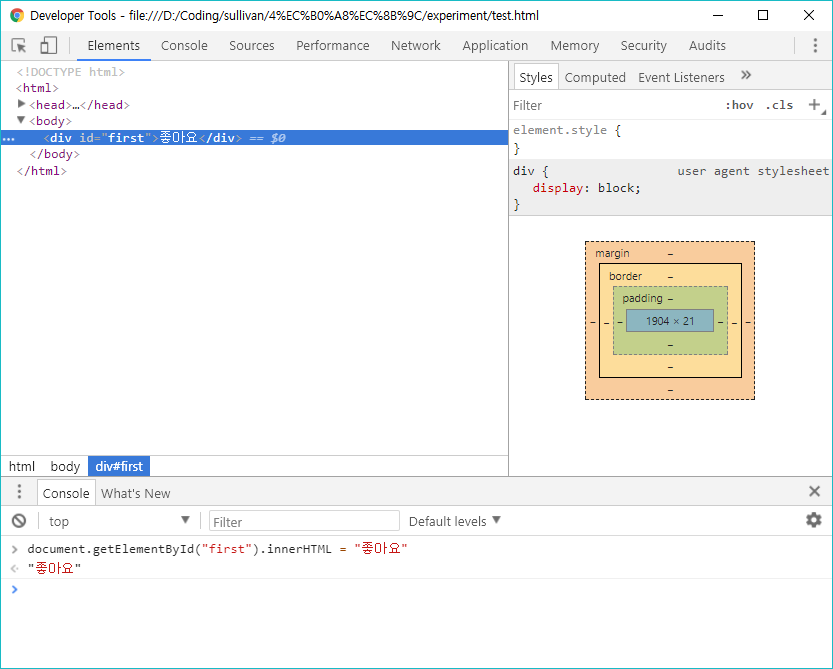 Developer Tools - file:///D:/Coding/sullivan/4%EC%B0%A8%EC%8B%9C/experiment/test.html
Elements Console Sources Performance Network Application Memory Security Audits
<!DOCTYPE html>
<html>
<head>…</head>
<body>
<div id="first">좋아요</div> == $0
</body>
</html>
html body div#first
Styles Computed Event Listeners »
Filter :hov .cls +
element.style {
}
div { user agent stylesheet
display: block;
}
margin –
border –
padding –
– – – 1904 × 21 – – –
–
–
–
Console What's New
top Filter Default levels
> document.getElementById("first").innerHTML = "좋아요"
"좋아요"
>